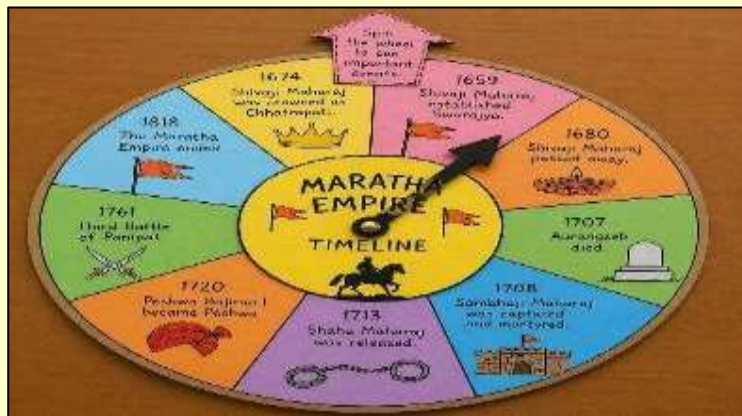 Spin
the wheel
to see
important
events.
1659
Shivaji Maharaj
established
Swarajya.
1680
Shivaji Maharaj
passed away.
1707
Aurangzeb
died
1708
Sambhaji Maharaj
was captured
and martyred.
1713
Shahu Maharaj
was released.
1720
Peshwa Bajirao I
became Peshwa
1761
Third Battle
of Panipat
1818
The Maratha
Empire
1674
Shivaji Maharaj
was crowned as
Chhatrapati.
MARATHA
EMPIRE
TIMELINE